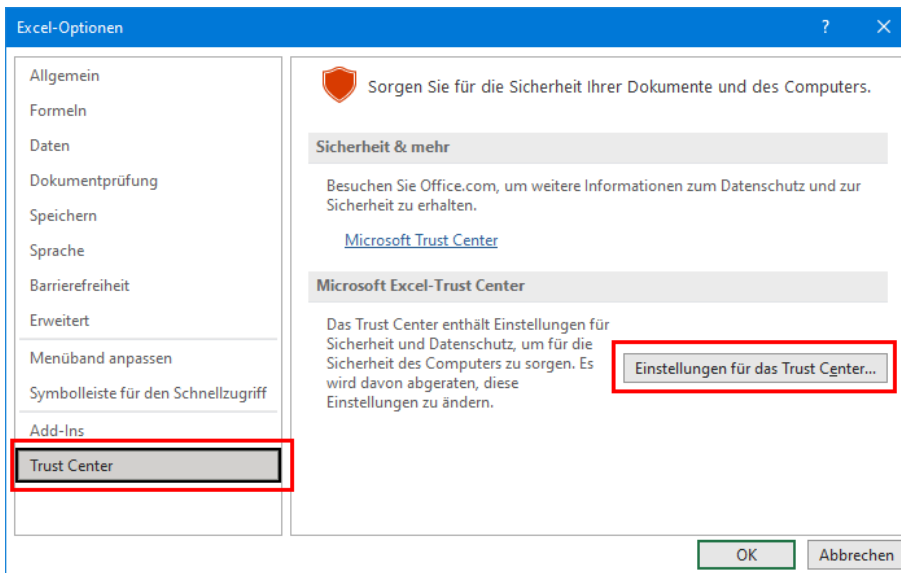 Excel-Optionen
?
Allgemein
Formeln
Daten
Dokumentprüfung
Speichern
Sprache
Barrierefreiheit
Erweitert
Menüband anpassen
Symbolleiste für den Schnellzugriff
Add-Ins
Trust Center
Sorgen Sie für die Sicherheit Ihrer Dokumente und des Computers.
Sicherheit & mehr
Besuchen Sie Office.com, um weitere Informationen zum Datenschutz und zur
Sicherheit zu erhalten.
Microsoft Trust Center
Microsoft Excel-Trust Center
Das Trust Center enthält Einstellungen für
Sicherheit und Datenschutz, um für die
Sicherheit des Computers zu sorgen. Es
wird davon abgeraten, diese
Einstellungen zu ändern.
Einstellungen für das Trust Center...
OK
Abbrechen